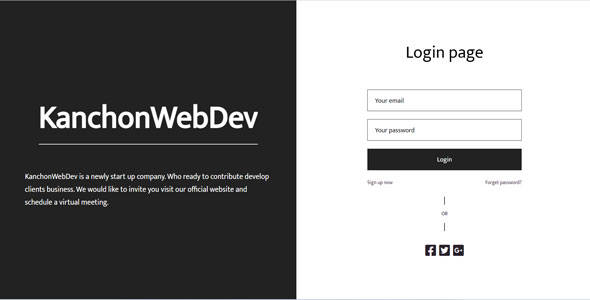 KanchonWebDev
KanchonWebDev is a newly start up company. Who ready to contribute develop
clients business. We would like to invite you visit our official website and
schedule a virtual meeting.
Login page
Your email
Your password
Login
Sign up now
Forget password?
OR
G+